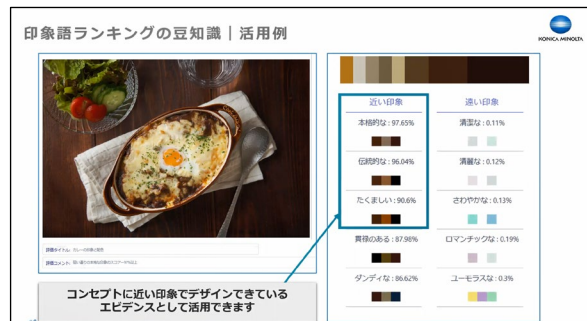 印象語ランキングの豆知識｜活用例
KONICA MINOLTA
近い印象
遠い印象
本格的な : 97.65%
清潔な : 0.11%
伝統的な : 96.04%
清麗な : 0.12%
たくましい : 90.6%
さわやかな : 0.13%
貫禄のある : 87.98%
ロマンチックな : 0.19%
ダンディな : 86.62%
ユーモラスな : 0.3%
評価タイトル:
評価コメント:
コンセプトに近い印象でデザインできている
エビデンスとして活用できます